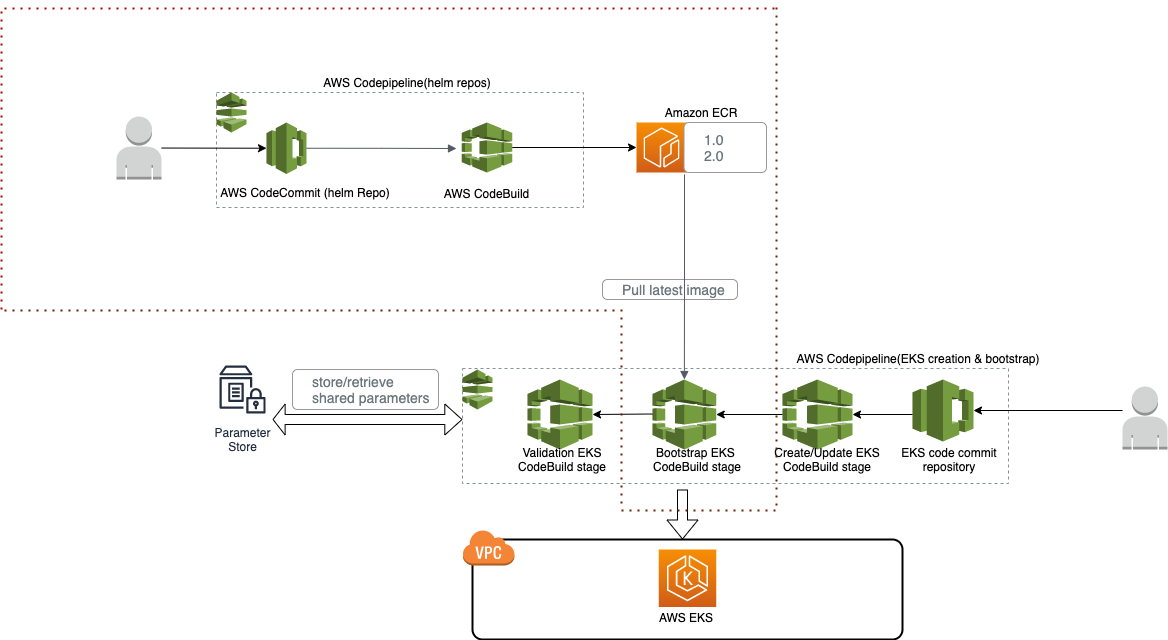 AWS Codepipeline(helm repos)
Amazon ECR
1.0
2.0
AWS CodeCommit (helm Repo)
AWS CodeBuild
Pull latest image
AWS Codepipeline(EKS creation & bootstrap)
store/retrieve
shared parameters
Parameter
Store
Validation EKS
CodeBuild stage
Bootstrap EKS
CodeBuild stage
Create/Update EKS
CodeBuild stage
EKS code commit
repository
VPC
K
AWS EKS